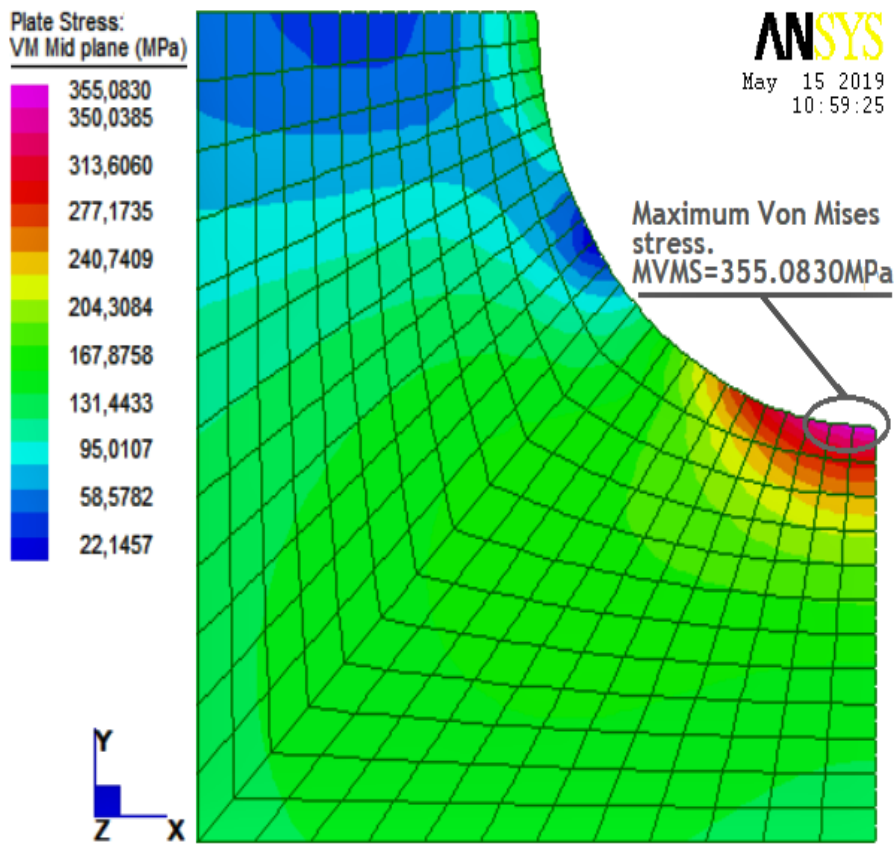 Plate Stress:
VM Mid plane (MPa)
355,0830
350,0385
313,6060
277,1735
240,7409
204,3084
167,8758
131,4433
95,0107
58,5782
22,1457
ANSYS
May 15 2019
10:59:25
Maximum Von Mises
stress.
MVMS=355.0830MPa
Y
Z X